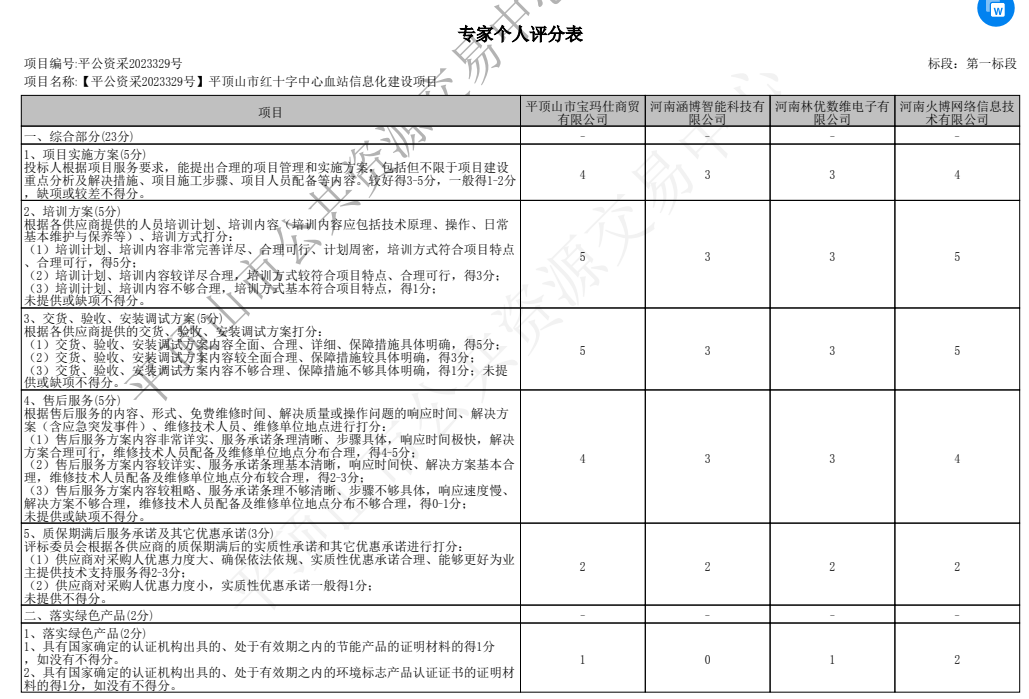 专家个人评分表
项目编号:平公资采2023329号
标段: 第一标段
项目名称:【平公资采2023329号】平顶山市红十字中心血站信息化建设项目
项目
平顶山市宝玛仕商贸有限公司
河南涵博智能科技有限公司
河南林优数维电子有限公司
河南火博网络信息技术有限公司
一、综合部分(23分)
- - - -
1、项目实施方案(5分)
投标人根据项目服务要求，能提出合理的项目管理和实施方案，包括但不限于项目建设
重点分析及解决措施、项目施工步骤、项目人员配备等内容。较好得3-5分，一般得1-2分
，缺项或较差不得分。
4 3 3 4
2、培训方案(5分)
根据各供应商提供的人员培训计划、培训内容（培训内容应包括技术原理、操作、日常
基本维护与保养等）、培训方式打分：
（1）培训计划、培训内容非常完善详尽、合理可行、计划周密，培训方式符合项目特点
、合理可行，得5分；
（2）培训计划、培训内容较详尽合理，培训方式较符合项目特点、合理可行，得3分；
（3）培训计划、培训内容不够合理，培训方式基本符合项目特点，得1分；
未提供或缺项不得分。
5 3 3 5
3、交货、验收、安装调试方案(5分)
根据各供应商提供的交货、验收、安装调试方案打分：
（1）交货、验收、安装调试方案内容全面、合理、详细、保障措施具体明确，得5分；
（2）交货、验收、安装调试方案内容较全面合理、保障措施较具体明确，得3分；
（3）交货、验收、安装调试方案内容不够合理、保障措施不够具体明确，得1分；未提
供或缺项不得分。
5 3 3 5
4、售后服务(5分)
根据售后服务的内容、形式、免费维修时间、解决质量或操作问题的响应时间、解决方
案（含应急突发事件）、维修技术人员、维修单位地点进行打分：
（1）售后服务方案内容非常详实、服务承诺条理清晰、步骤具体，响应时间极快，解决
方案合理可行，维修技术人员配备及维修单位地点分布合理，得4-5分；
（2）售后服务方案内容较详实、服务承诺条理基本清晰，响应时间快、解决方案基本合
理，维修技术人员配备及维修单位地点分布较合理，得2-3分；
（3）售后服务方案内容较粗略、服务承诺条理不够清晰、步骤不够具体，响应速度慢、
解决方案不够合理，维修技术人员配备及维修单位地点分布不够合理，得0-1分；
未提供或缺项不得分。
4 3 3 4
5、质保期满后服务承诺及其它优惠承诺(3分)
评标委员会根据各供应商的质保期满后的实质性承诺和其它优惠承诺进行打分：
（1）供应商对采购人优惠力度大、确保依法依规、实质性优惠承诺合理、能够更好为业
主提供技术支持服务得2-3分；
（2）供应商对采购人优惠力度小，实质性优惠承诺一般得1分；
未提供不得分。
2 2 2 2
二、落实绿色产品(2分)
- - - -
1、落实绿色产品(2分)
1、具有国家确定的认证机构出具的、处于有效期之内的节能产品的证明材料的得1分
，如没有不得分。
2、具有国家确定的认证机构出具的、处于有效期之内的环境标志产品认证证书的证明材
料的得1分，如没有不得分。
1 0 1 2
平顶山市公共资源交易中心
平顶山市公共资源交易中心
W